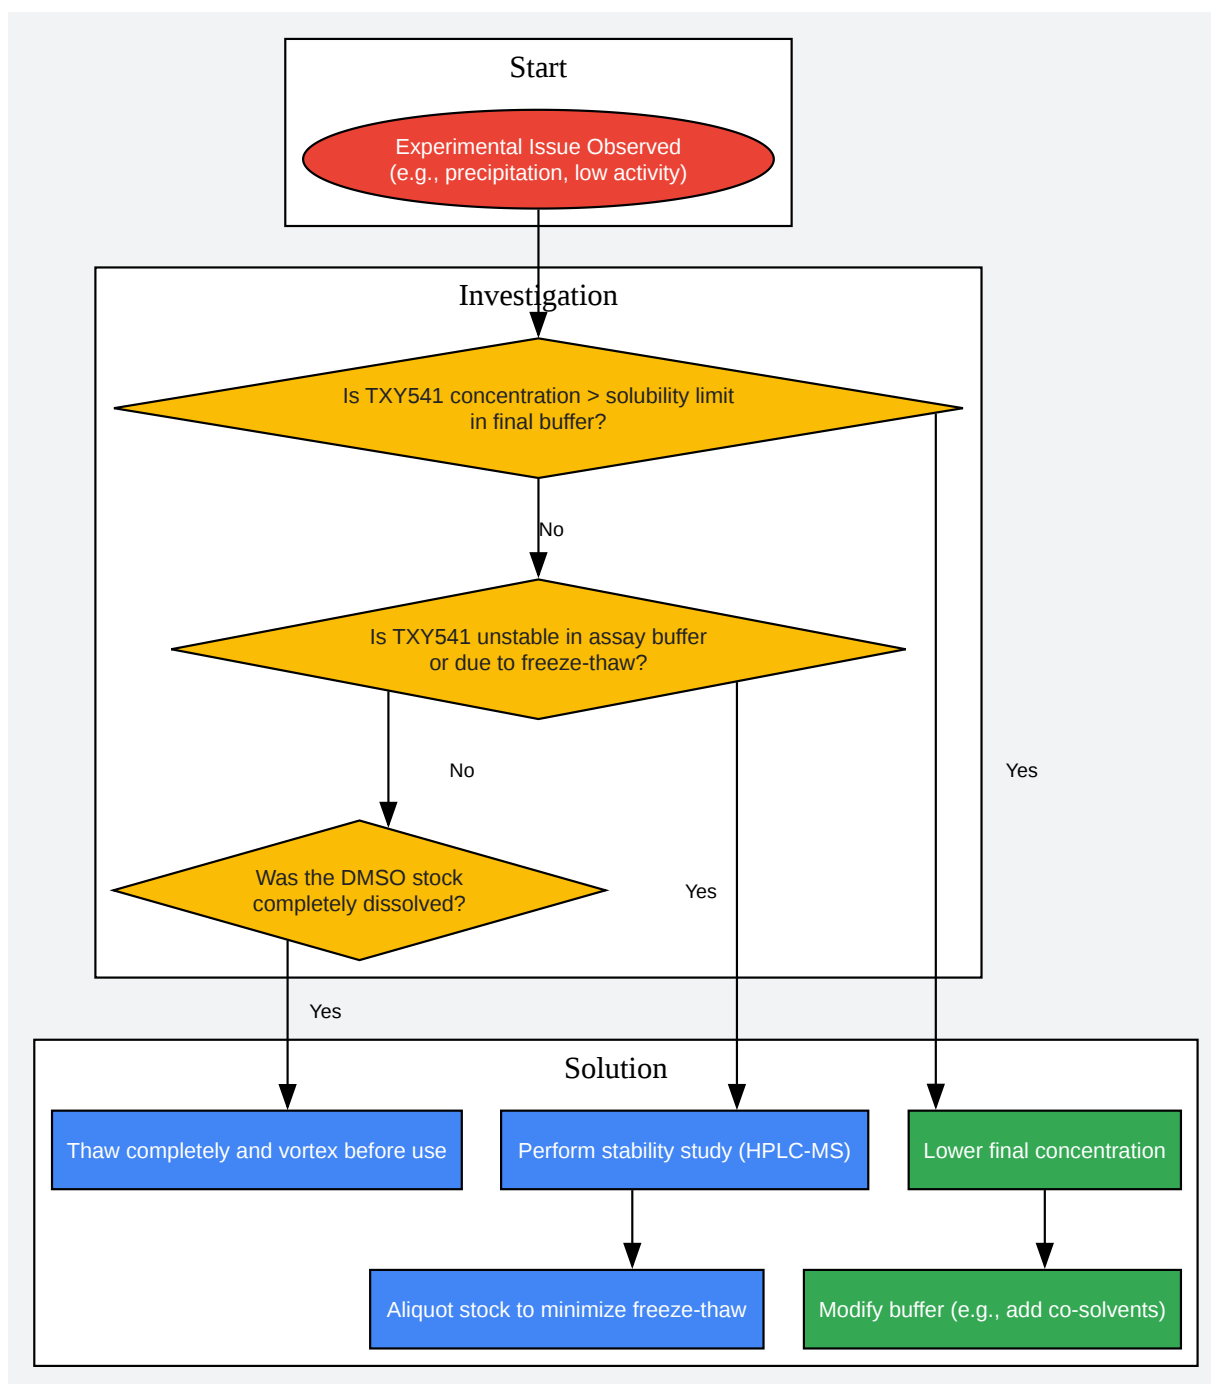 Start
Experimental Issue Observed
(e.g., precipitation, low activity)
Investigation
Is TXY541 concentration > solubility limit
in final buffer?
No
Is TXY541 unstable in assay buffer
or due to freeze-thaw?
No
Yes
Was the DMSO stock
completely dissolved?
Yes
Yes
Solution
Thaw completely and vortex before use
Perform stability study (HPLC-MS)
Lower final concentration
Aliquot stock to minimize freeze-thaw
Modify buffer (e.g., add co-solvents)